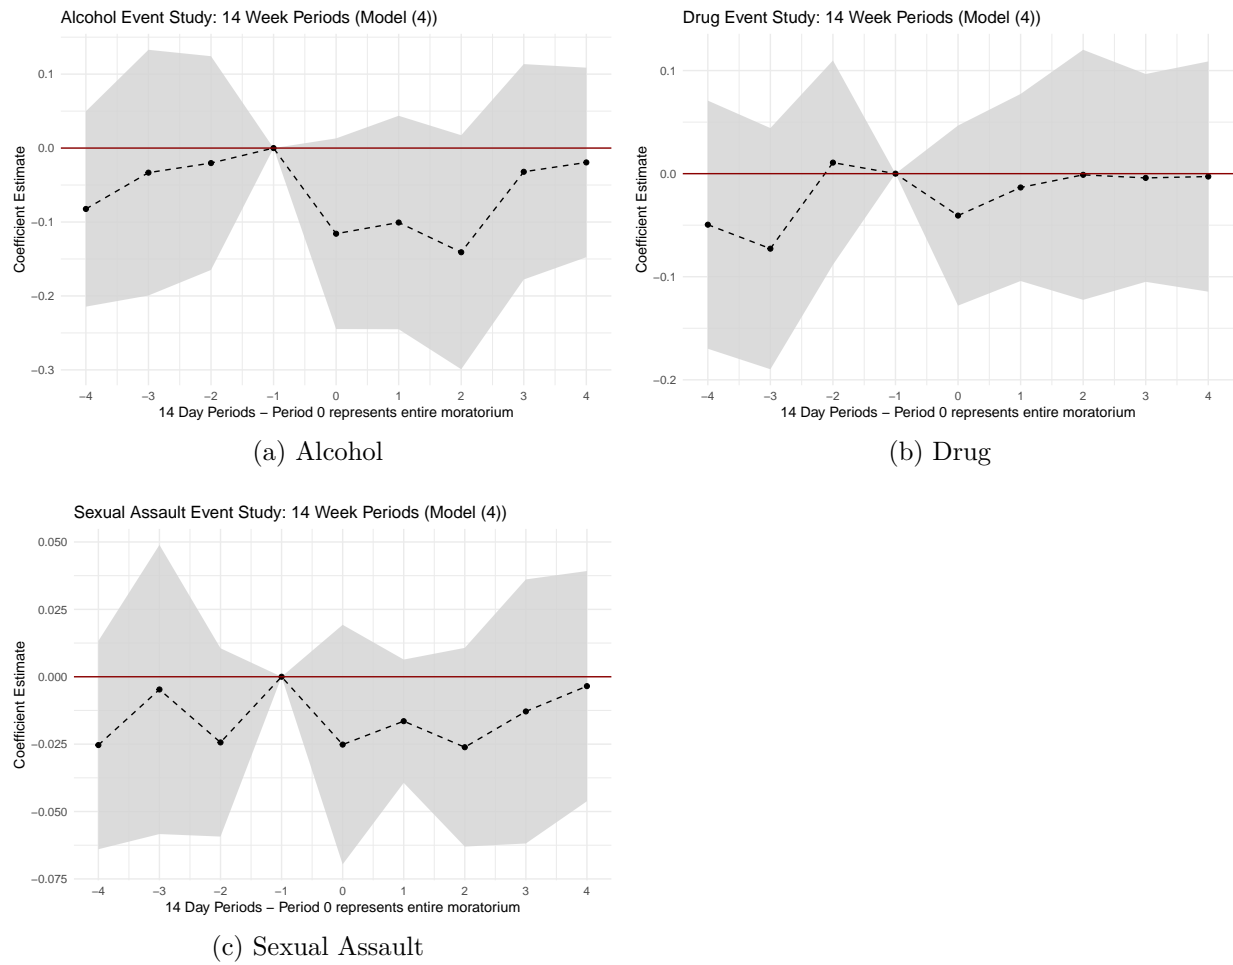 Alcohol Event Study: 14 Week Periods (Model (4))
Coefficient Estimate
0.1
0.0
−0.1
−0.2
−0.3
−4 −3 −2 −1 0 1 2 3 4
14 Day Periods − Period 0 represents entire moratorium
(a) Alcohol
Drug Event Study: 14 Week Periods (Model (4))
Coefficient Estimate
0.1
0.0
−0.1
−0.2
−4 −3 −2 −1 0 1 2 3 4
14 Day Periods − Period 0 represents entire moratorium
(b) Drug
Sexual Assault Event Study: 14 Week Periods (Model (4))
Coefficient Estimate
0.050
0.025
0.000
−0.025
−0.050
−0.075
−4 −3 −2 −1 0 1 2 3 4
14 Day Periods − Period 0 represents entire moratorium
(c) Sexual Assault